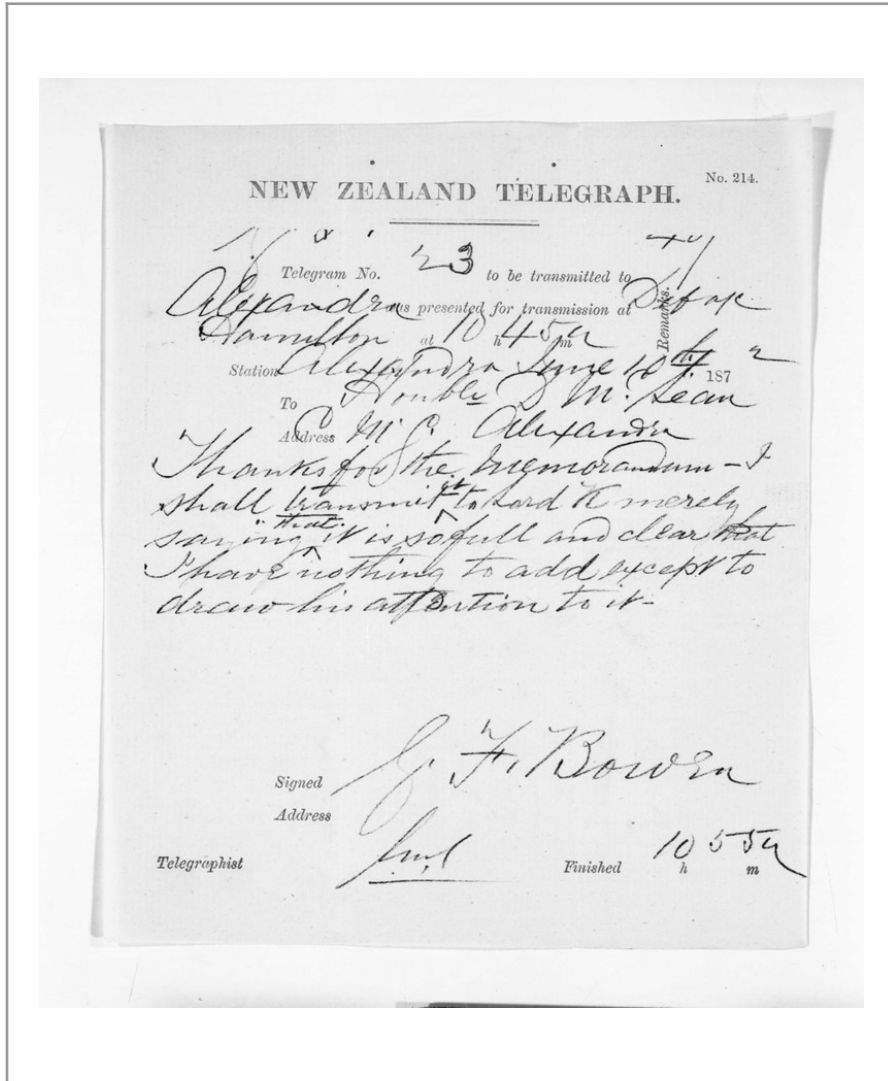 No. 214.
NEW ZEALAND TELEGRAPH.
Telegram No. 23 to be transmitted to
Alexandra was presented for transmission at
Hamilton at 10 h 45 m
Remarks.
Station Alexandra June 10th 1872
To Honble D McLean
Address Alexandra
Thanks for the memorandum - I
shall transmit it to Lord K merely
saying "that" it is so full and clear that
I have nothing to add except to
draw his attention to it-
Signed G. F. Bowen
Address
Telegraphist Finished 10 h 55 m